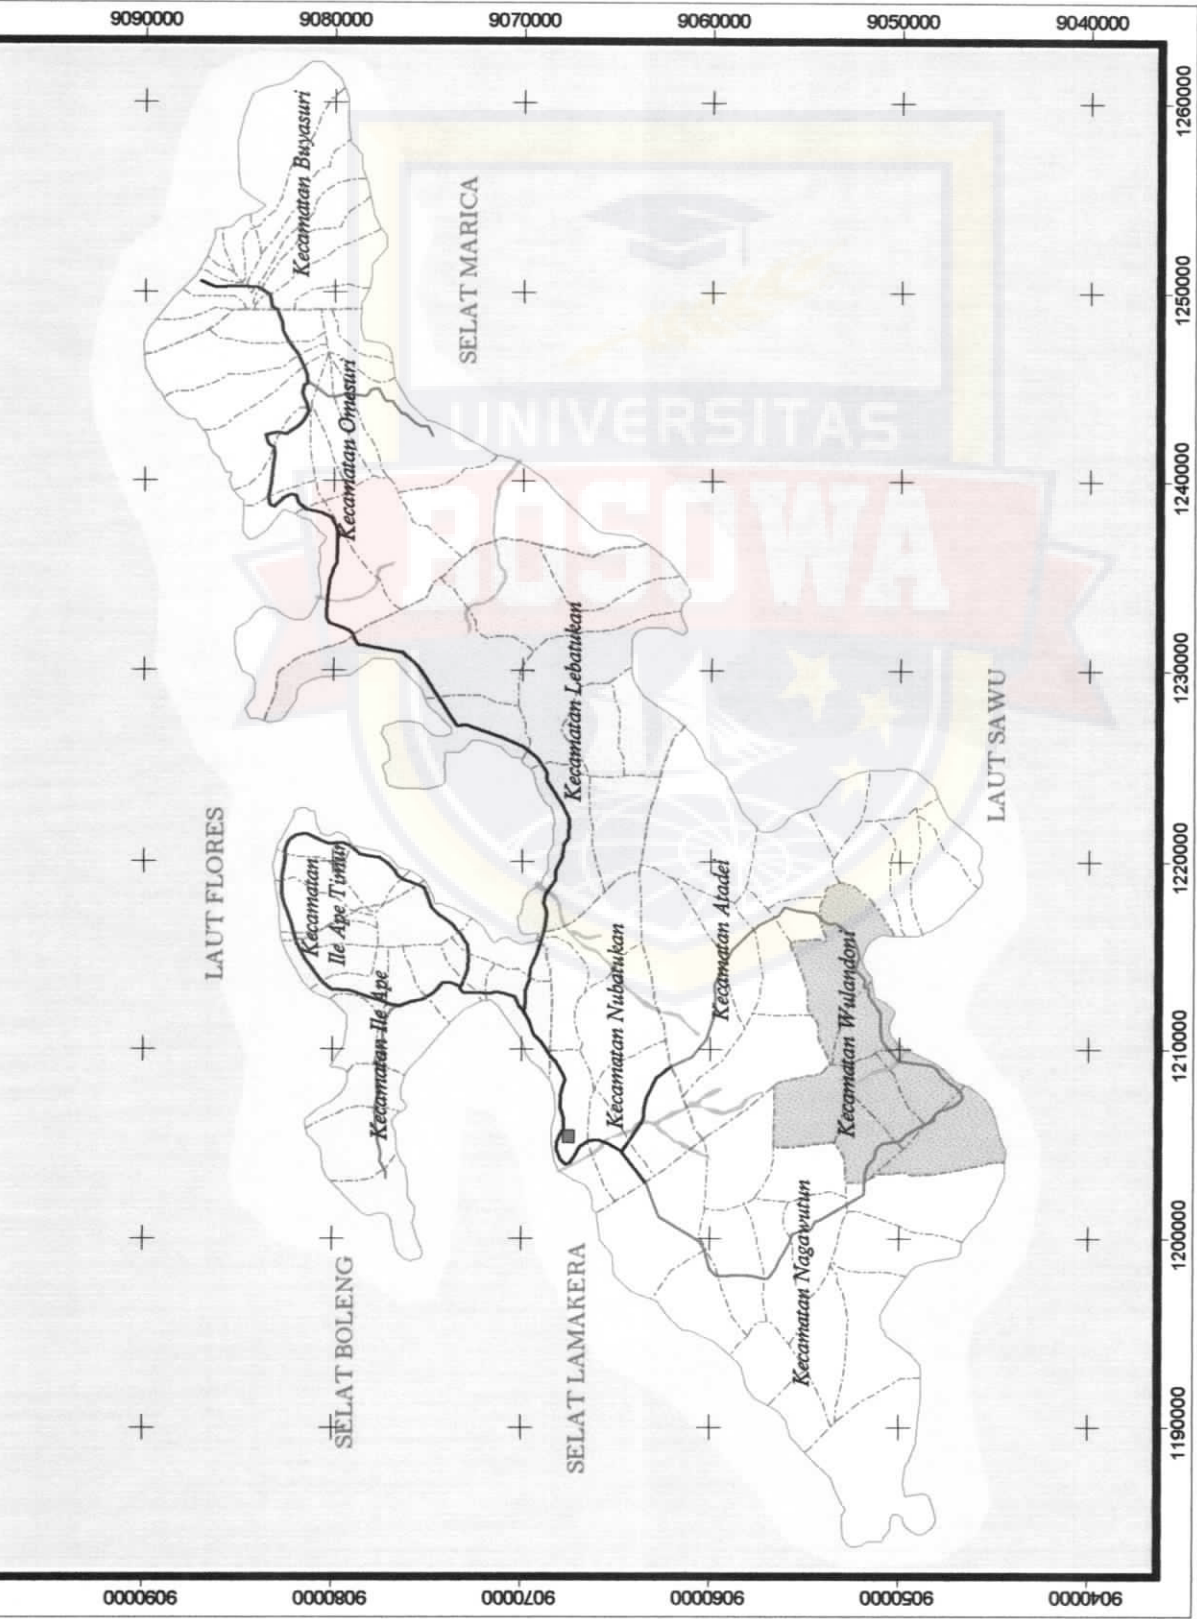 9090000 9080000 9070000 9060000 9050000 9040000
1260000
1250000
1240000
1230000
1220000
1210000
1200000
1190000
Kecamatan Buyasuri
SELAT MARICA
Kecamatan Omesuri
UNIVERSITAS
BOSOWA
Kecamatan Lebatukan
LAUT SAWU
LAUT FLORES
Kecamatan
Ile Ape Timur
Kecamatan Ile Ape
Kecamatan Nubatukan
Kecamatan Atadei
Kecamatan Wulandoni
Kecamatan Nagawutun
SELAT BOLENG
SELAT LAMAKERA
9090000 9080000 9070000 9060000 9050000 9040000